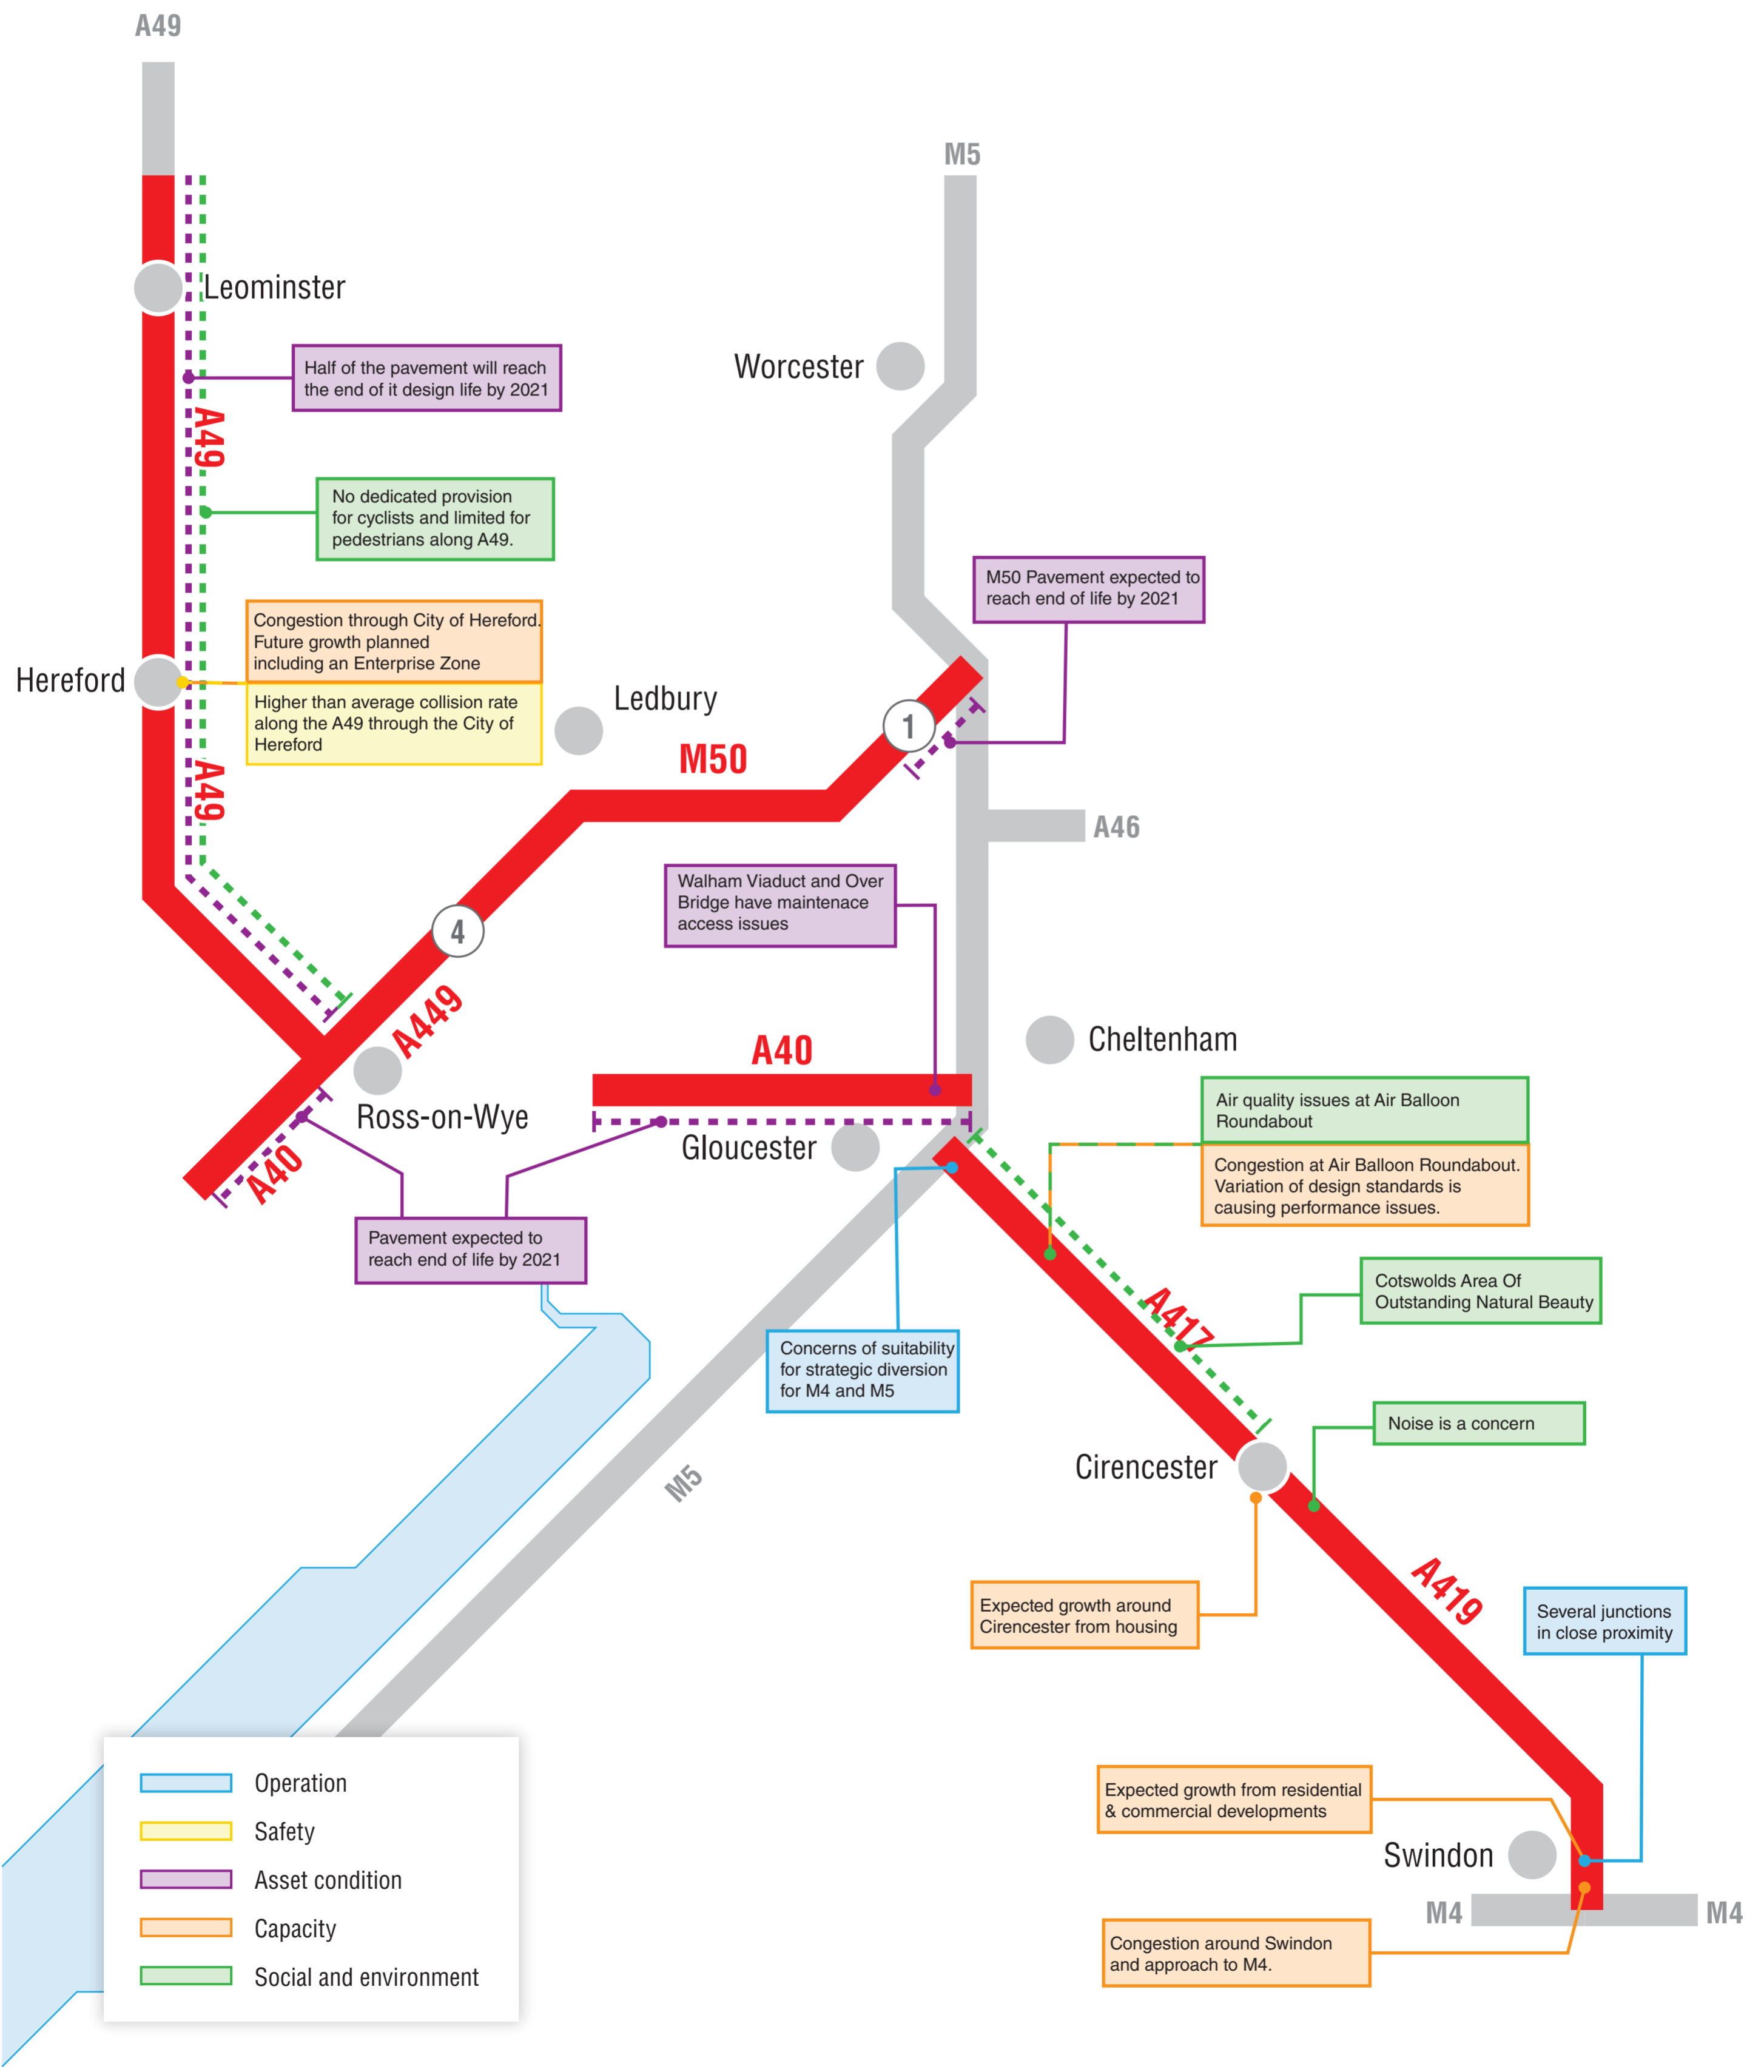 A49
M5
Leominster
Half of the pavement will reach
the end of it design life by 2021
Worcester
A49
No dedicated provision
for cyclists and limited for
pedestrians along A49.
M50 Pavement expected to
reach end of life by 2021
Congestion through City of Hereford.
Future growth planned
including an Enterprise Zone
Hereford
Higher than average collision rate
along the A49 through the City of
Hereford
Ledbury
1
M50
A49
A46
Walham Viaduct and Over
Bridge have maintenace
access issues
4
A449
A40
Cheltenham
Ross-on-Wye
Gloucester
A40
Air quality issues at Air Balloon
Roundabout
Congestion at Air Balloon Roundabout.
Variation of design standards is
causing performance issues.
Pavement expected to
reach end of life by 2021
Cotswolds Area Of
Outstanding Natural Beauty
A417
Concerns of suitability
for strategic diversion
for M4 and M5
Noise is a concern
Cirencester
M5
A419
Expected growth around
Cirencester from housing
Several junctions
in close proximity
Expected growth from residential
& commercial developments
Swindon
M4
M4
Congestion around Swindon
and approach to M4.
Operation
Safety
Asset condition
Capacity
Social and environment